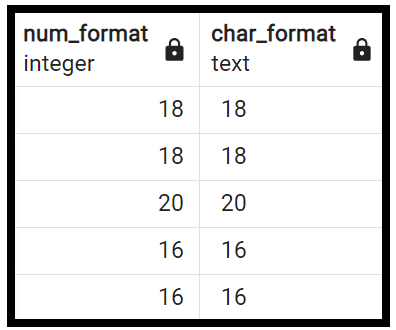 num_format char_format
integer text
18 18
18 18
20 20
16 16
16 16